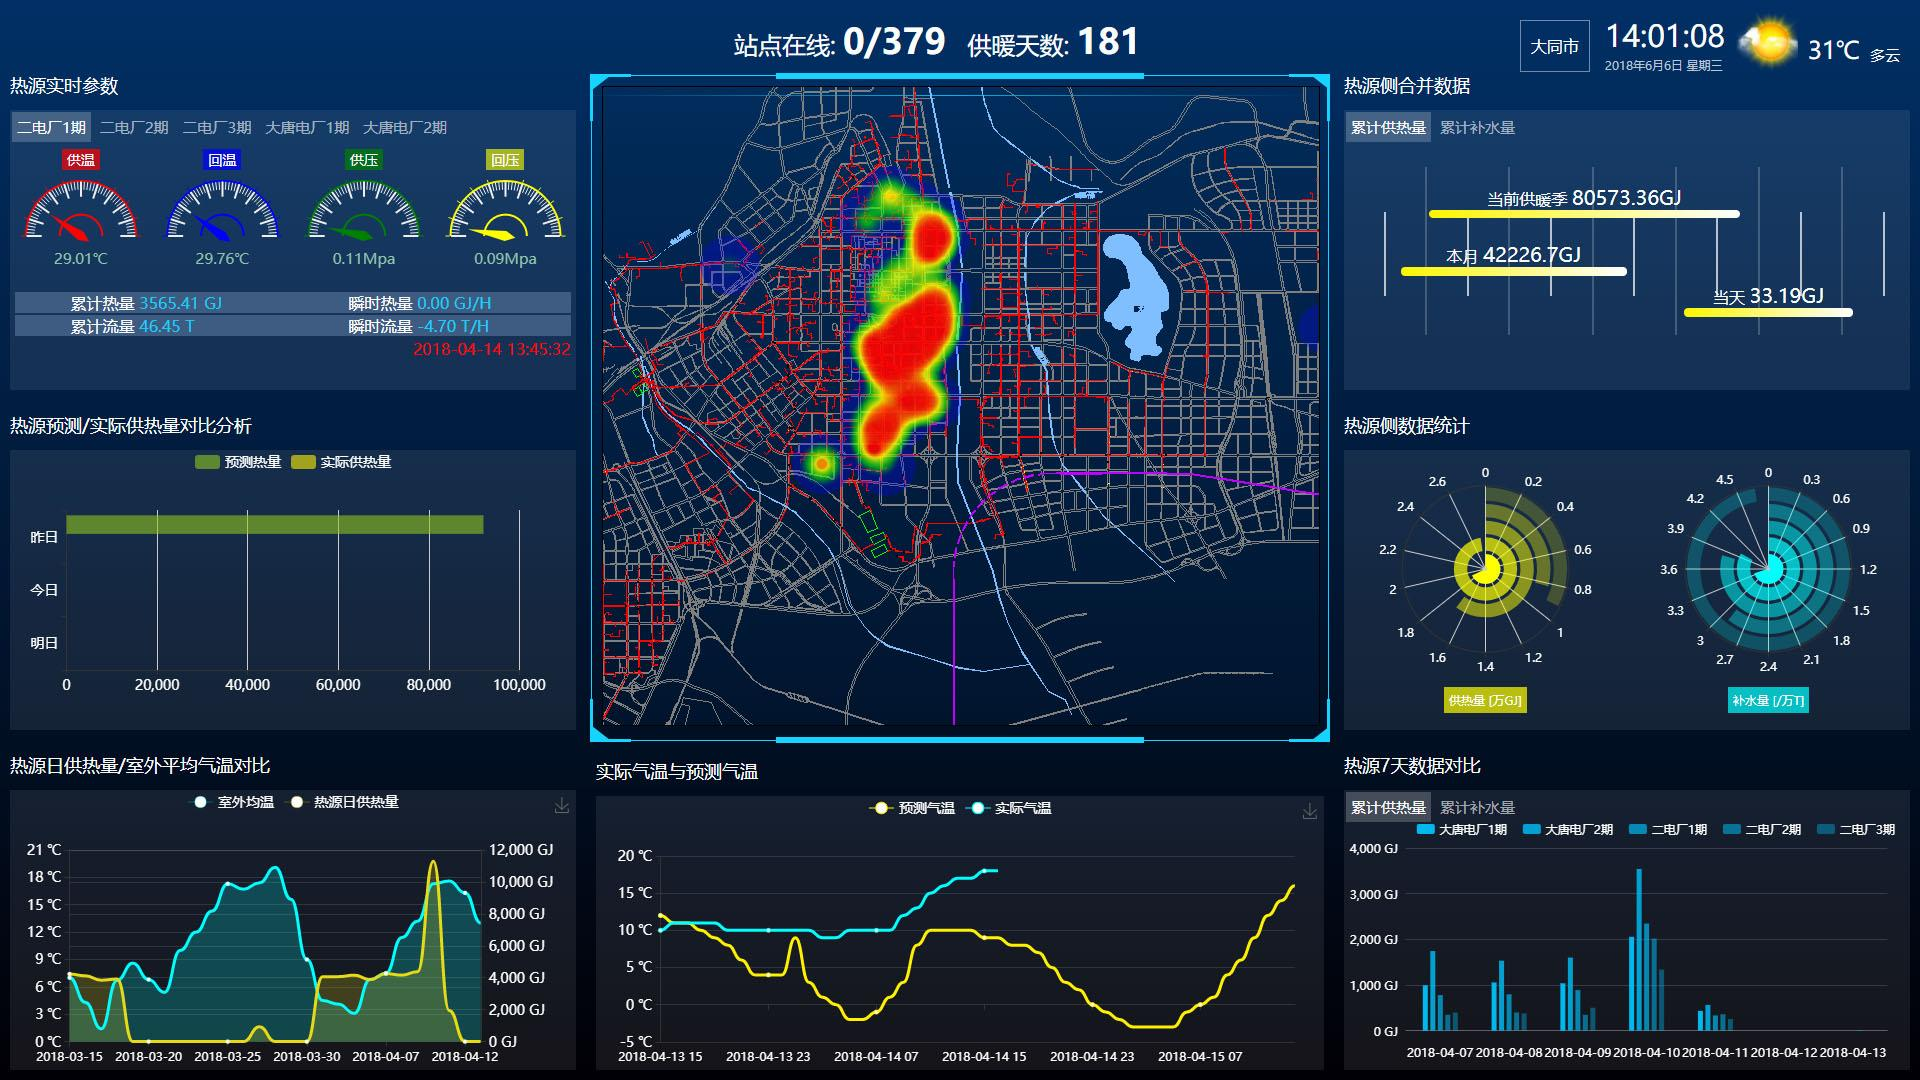 站点在线: 0/379 供暖天数: 181
大同市
14:01:08
2018年6月6日 星期三
31℃ 多云
热源实时参数
二电厂1期 二电厂2期 二电厂3期 大唐电厂1期 大唐电厂2期
供温 回温 供压 回压
29.01℃ 29.76℃ 0.11Mpa 0.09Mpa
累计热量 3565.41 GJ 瞬时热量 0.00 GJ/H
累计流量 46.45 T 瞬时流量 -4.70 T/H
2018-04-14 13:45:32
热源预测/实际供热量对比分析
预测热量 实际供热量
昨日
今日
明日
0 20,000 40,000 60,000 80,000 100,000
热源日供热量/室外平均气温对比
室外均温 热源日供热量
21 ℃ 12,000 GJ
18 ℃ 10,000 GJ
15 ℃ 8,000 GJ
12 ℃ 6,000 GJ
9 ℃ 4,000 GJ
6 ℃ 2,000 GJ
3 ℃
0 ℃ 0 GJ
2018-03-15 2018-03-20 2018-03-25 2018-03-30 2018-04-07 2018-04-12
实际气温与预测气温
预测气温 实际气温
20 ℃
15 ℃
10 ℃
5 ℃
0 ℃
-5 ℃
2018-04-13 15 2018-04-13 23 2018-04-14 07 2018-04-14 15 2018-04-14 23 2018-04-15 07
热源侧合并数据
累计供热量 累计补水量
当前供暖季 80573.36GJ
本月 42226.7GJ
当天 33.19GJ
热源侧数据统计
0 0.2 0.4 0.6 0.8 1 1.2 1.4 1.6 1.8 2 2.2 2.4 2.6
供热量 [万GJ]
0 0.3 0.6 0.9 1.2 1.5 1.8 2.1 2.4 2.7 3 3.3 3.6 3.9 4.2 4.5
补水量 [/万T]
热源7天数据对比
累计供热量 累计补水量
大唐电厂1期 大唐电厂2期 二电厂1期 二电厂2期 二电厂3期
4,000 GJ
3,000 GJ
2,000 GJ
1,000 GJ
0 GJ
2018-04-07 2018-04-08 2018-04-09 2018-04-10 2018-04-11 2018-04-12 2018-04-13